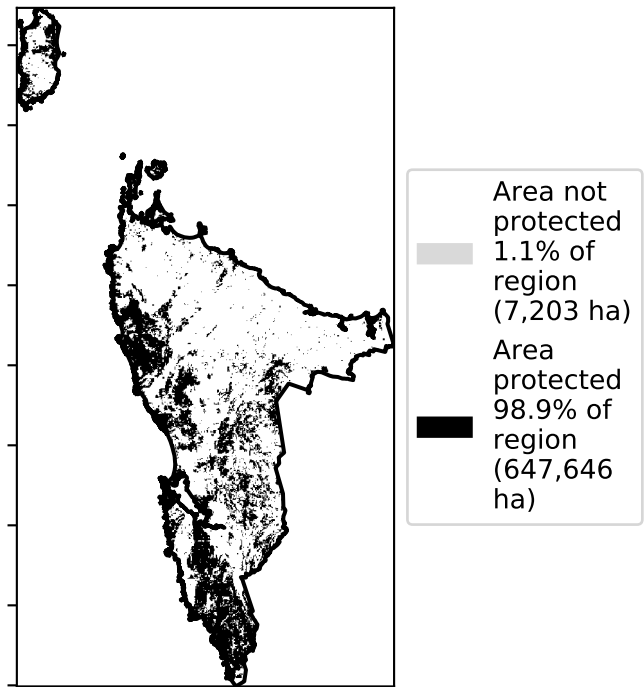 Area not
protected
1.1% of
region
(7,203 ha)
Area
protected
98.9% of
region
(647,646
ha)